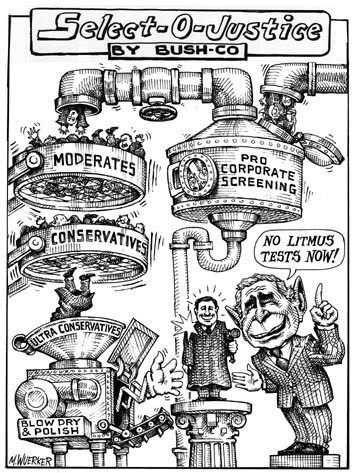 Select-O-Justice
BY BUSH-CO
MODERATES
PRO
CORPORATE
SCREENING
CONSERVATIVES
NO LITMUS
TESTS NOW!
ULTRA CONSERVATIVES
BLOW DRY
& POLISH
M. WUERKER